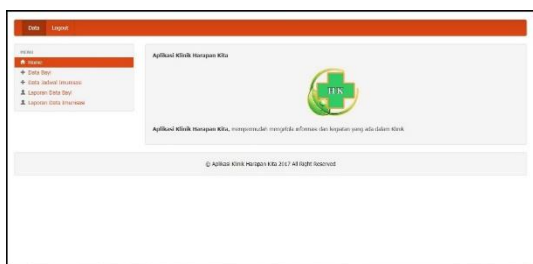 Data Logout
MENU
Home
Data Bayi
Data Jadwal Imunisasi
Laporan Data Bayi
Laporan Data Imunisasi
Aplikasi Klinik Harapan Kita
Aplikasi Klinik Harapan Kita, mempermudah mengelola informasi dan kegiatan yang ada dalam Klinik
© Aplikasi Klinik Harapan Kita 2017 All Right Reserved